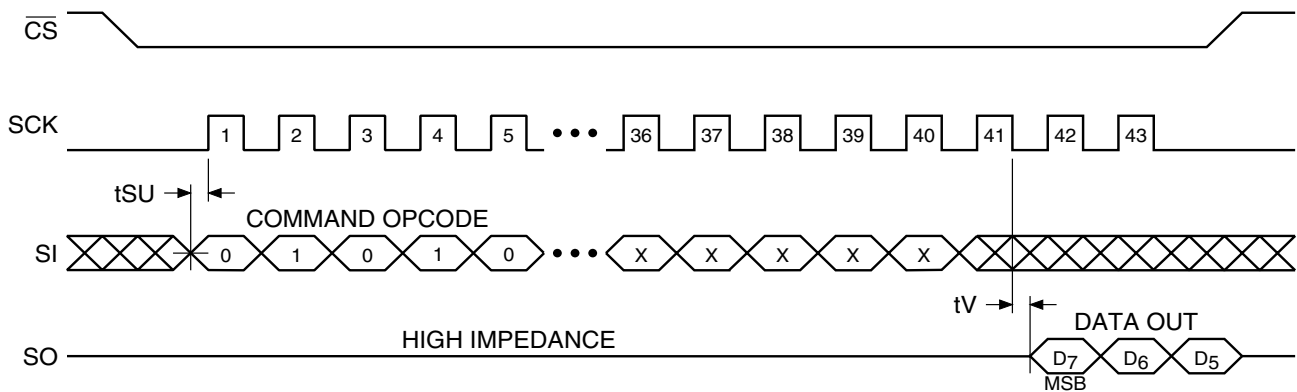 CS
SCK
1 2 3 4 5 ••• 36 37 38 39 40 41 42 43
tSU
COMMAND OPCODE
SI
0 1 0 1 0 ••• X X X X X
tV
DATA OUT
HIGH IMPEDANCE
SO
D7 D6 D5
MSB